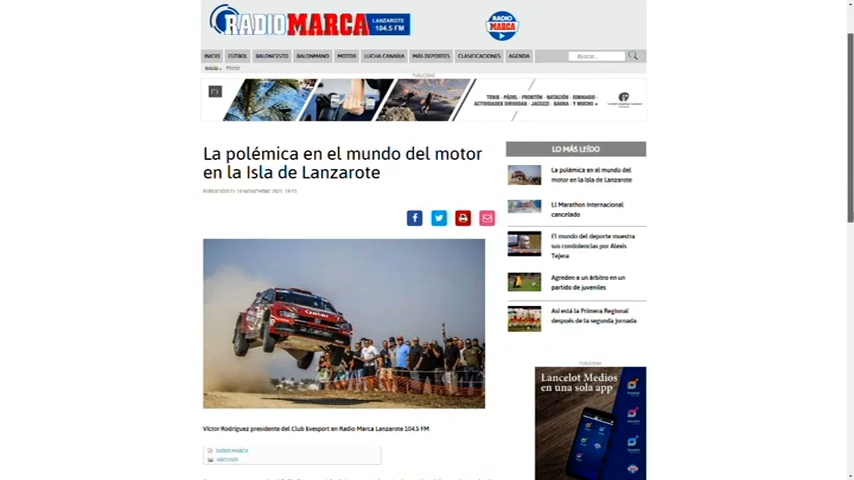 RADIO MARCA LANZAROTE
104.5 FM
RADIO
MARCA
INICIO FÚTBOL BALONCESTO BALONMANO MOTOR LUCHA CANARIA MÁS DEPORTES CLASIFICACIONES AGENDA Buscar...
Inicio Motor
PUBLICIDAD
TENIS · PÁDEL · FRONTÓN · NATACIÓN · GIMNASIO ·
ACTIVIDADES DIRIGIDAS · JACUZZI · SAUNA · Y MUCHO +
La polémica en el mundo del motor
en la Isla de Lanzarote
LO MÁS LEÍDO
La polémica en el mundo del
motor en la Isla de Lanzarote
Marathon Internacional
cancelado
El mundo del deporte muestra
sus condolencias por Alexis
Tejera
Agreden a un árbitro en un
partido de juveniles
Así está la Primera Regional
después de la segunda jornada
PUBLICIDAD
Lancelot Medios
en una sola app
Víctor Rodríguez presidente del Club Evesport en Radio Marca Lanzarote 104.5 FM
RADIO MARCA
ARCHIVO